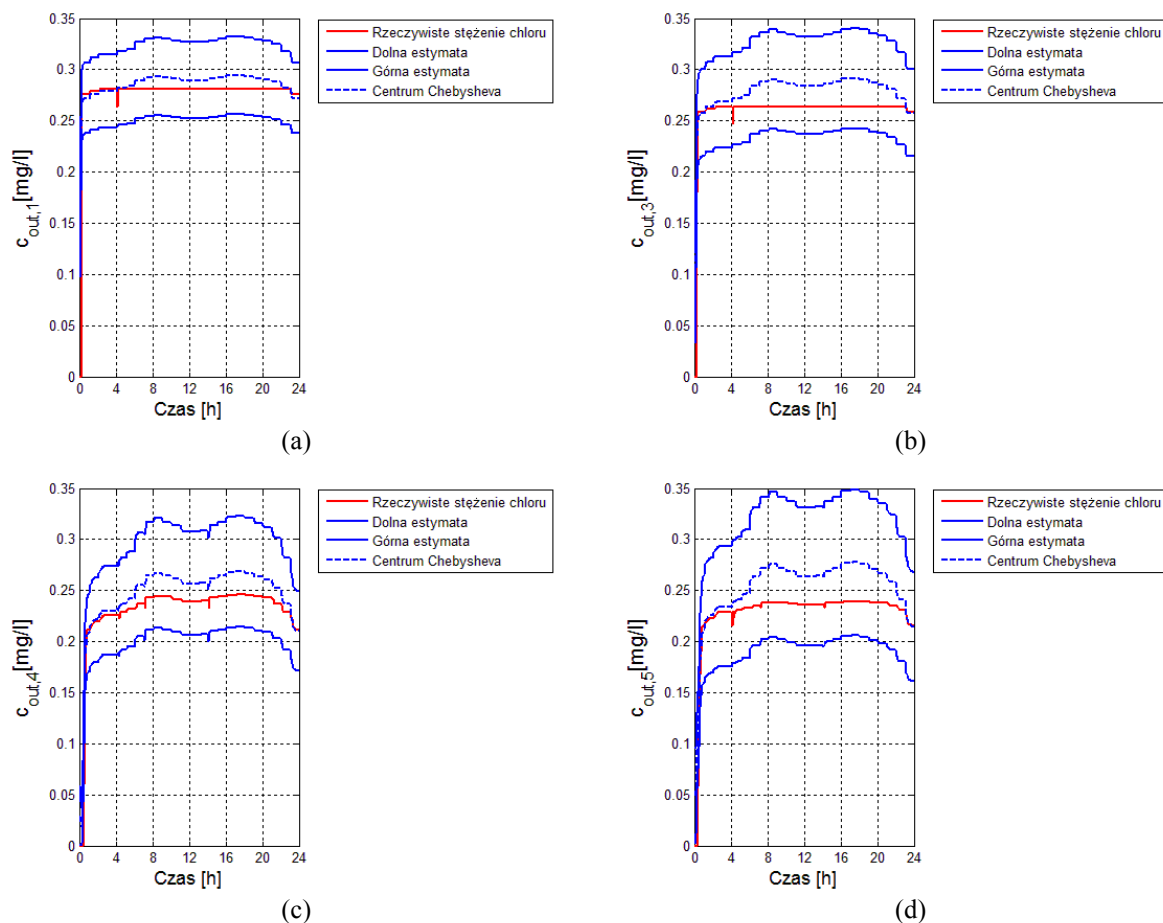 0.35
0.3
0.25
0.2
0.15
0.1
0.05
0
c_out,1[mg/l]
0 4 8 12 16 20 24
Czas [h]
Rzeczywiste stężenie chloru
Dolna estymata
Górna estymata
Centrum Chebysheva
(a)
0.35
0.3
0.25
0.2
0.15
0.1
0.05
0
c_out,3[mg/l]
0 4 8 12 16 20 24
Czas [h]
Rzeczywiste stężenie chloru
Dolna estymata
Górna estymata
Centrum Chebysheva
(b)
0.35
0.3
0.25
0.2
0.15
0.1
0.05
0
c_out,4[mg/l]
0 4 8 12 16 20 24
Czas [h]
Rzeczywiste stężenie chloru
Dolna estymata
Górna estymata
Centrum Chebysheva
(c)
0.35
0.3
0.25
0.2
0.15
0.1
0.05
0
c_out,5[mg/l]
0 4 8 12 16 20 24
Czas [h]
Rzeczywiste stężenie chloru
Dolna estymata
Górna estymata
Centrum Chebysheva
(d)